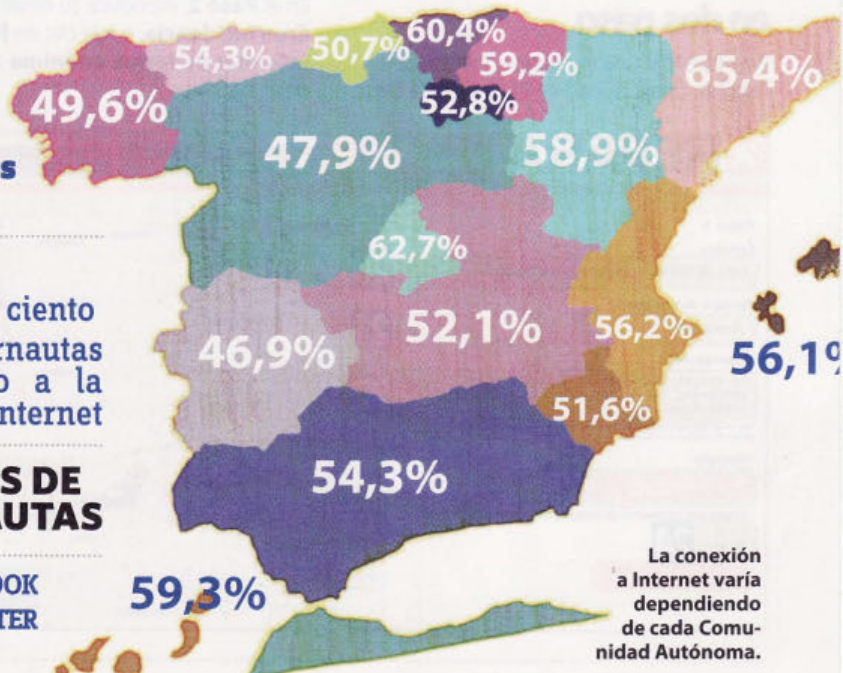 54,3%
50,7%
60,4%
59,2%
65,4%
49,6%
52,8%
47,9%
58,9%
62,7%
52,1%
56,2%
46,9%
56,1%
51,6%
54,3%
59,3%
s
ciento
rnautas
o a la
nternet
S DE
AUTAS
OOK
TER
La conexión
a Internet varía
dependiendo
de cada Comu-
nidad Autónoma.